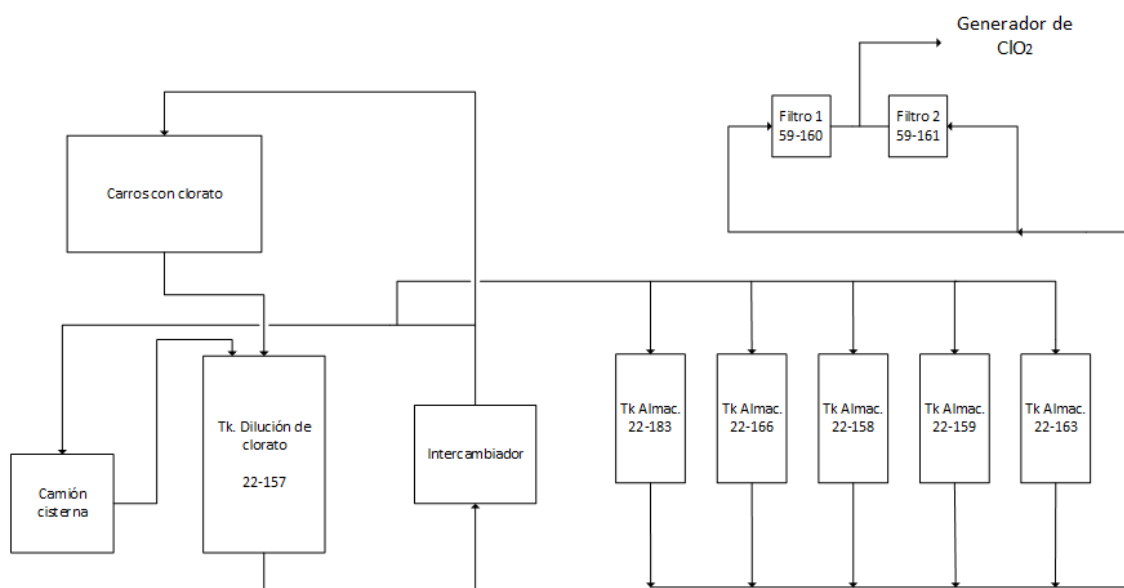 Generador de
ClO₂
Filtro 1
59-160
Filtro 2
59-161
Carros con clorato
Tk. Dilución de
clorato
22-157
Intercambiador
Camión
cisterna
Tk Almac.
22-183
Tk Almac.
22-166
Tk Almac.
22-158
Tk Almac.
22-159
Tk Almac.
22-163